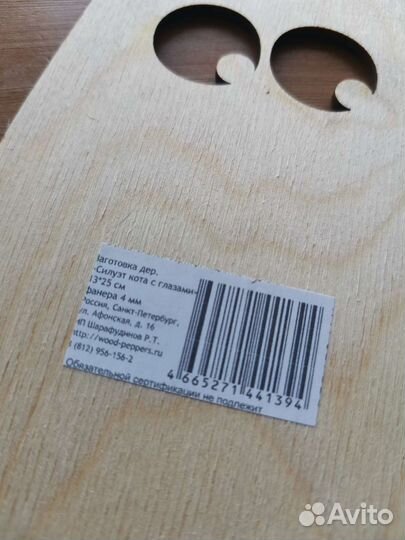 Заготовка дер.
«Силуэт кота с глазами»
13*25 см
фанера 4 мм
Россия, Санкт-Петербург,
ул. Афонская, д. 16
ИП Шарафудинов Р.Т.
http://wood-peppers.ru
(812) 956-156-2
4 665271 441394
Обязательной сертификации не подлежит
Avito